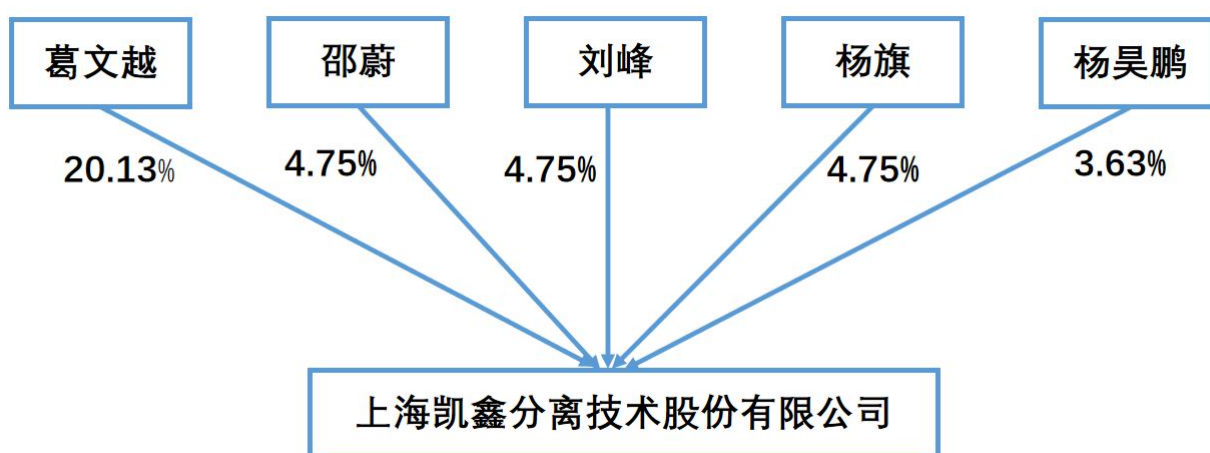 葛文越 邵蔚 刘峰 杨旗 杨昊鹏
20.13% 4.75% 4.75% 4.75% 3.63%
上海凯鑫分离技术股份有限公司